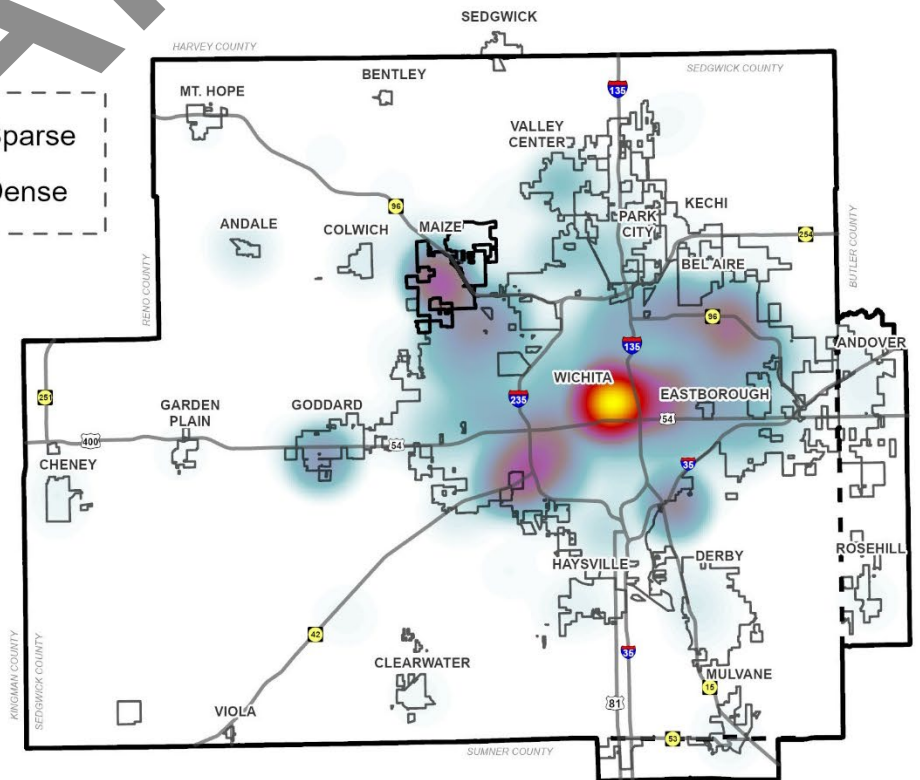 SEDGWICK
HARVEY COUNTY
SEDGWICK COUNTY
BENTLEY
MT. HOPE
135
VALLEY
CENTER
96
ANDALE
COLWICH
MAIZE
PARK
CITY
KECHI
254
BEL AIRE
BUTLER COUNTY
RENO COUNTY
96
135
ANDOVER
WICHITA
EASTBOROUGH
235
251
GARDEN
PLAIN
GODDARD
54
54
400
CHENEY
35
HAYSVILLE
DERBY
ROSEHILL
42
KINGMAN COUNTY
SEDGWICK COUNTY
CLEARWATER
35
MULVANE
15
81
VIOLA
53
SUMNER COUNTY